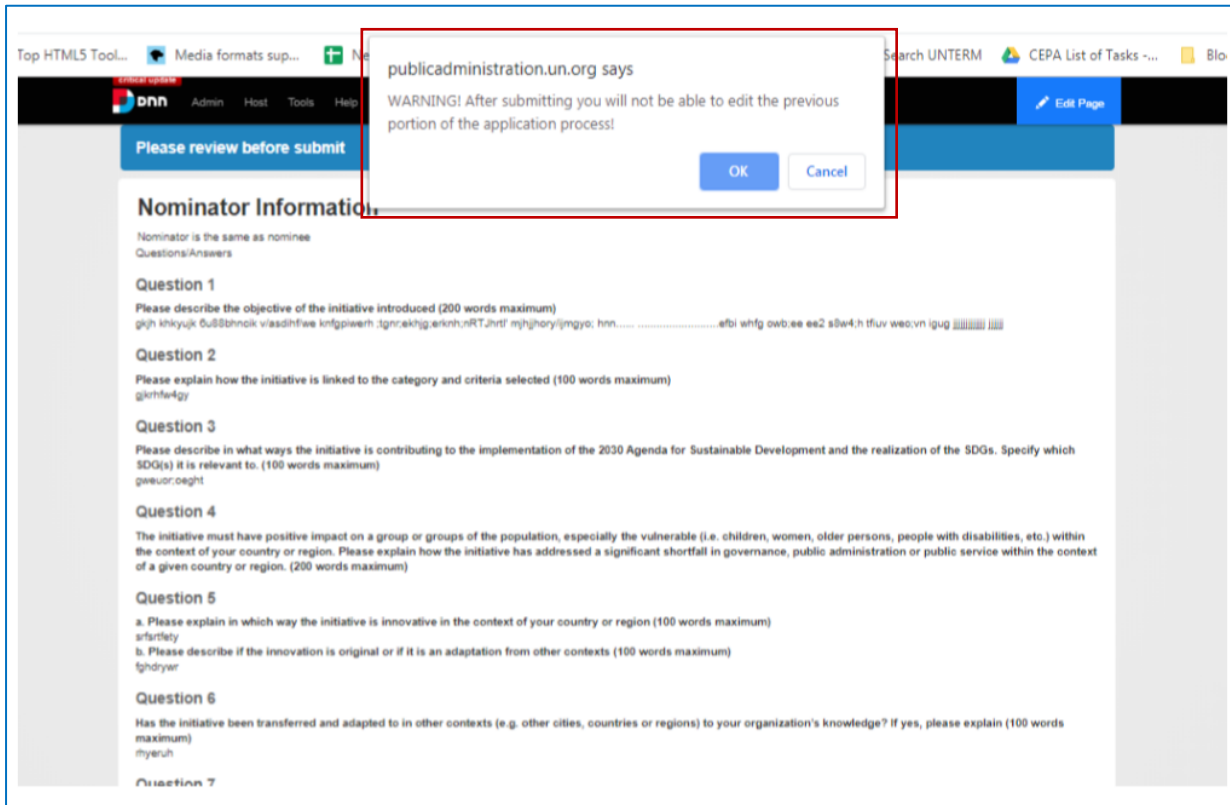 Top HTML5 Tool... Media formats sup... Ne
Search UNTERM CEPA List of Tasks -... Blo
publicadministration.un.org says
WARNING! After submitting you will not be able to edit the previous
portion of the application process!
OK Cancel
critical update
DNN Admin Host Tools Help
Edit Page
Please review before submit
Nominator Information
Nominator is the same as nominee
Questions/Answers
Question 1
Please describe the objective of the initiative introduced (200 words maximum)
gkjh khkyujk
Question 2
Please explain how the initiative is linked to the category and criteria selected (100 words maximum)
gjkrhfw4gy
Question 3
Please describe in what ways the initiative is contributing to the implementation of the 2030 Agenda for Sustainable Development and the realization of the SDGs. Specify which
SDG(s) it is relevant to. (100 words maximum)
gweuor;oeght
Question 4
The initiative must have positive impact on a group or groups of the population, especially the vulnerable (i.e. children, women, older persons, people with disabilities, etc.) within
the context of your country or region. Please explain how the initiative has addressed a significant shortfall in governance, public administration or public service within the context
of a given country or region. (200 words maximum)
Question 5
a. Please explain in which way the initiative is innovative in the context of your country or region (100 words maximum)
srfsrtfety
b. Please describe if the innovation is original or if it is an adaptation from other contexts (100 words maximum)
fghdrywr
Question 6
Has the initiative been transferred and adapted to in other contexts (e.g. other cities, countries or regions) to your organization's knowledge? If yes, please explain (100 words
maximum)
rhyeruh
Question 7